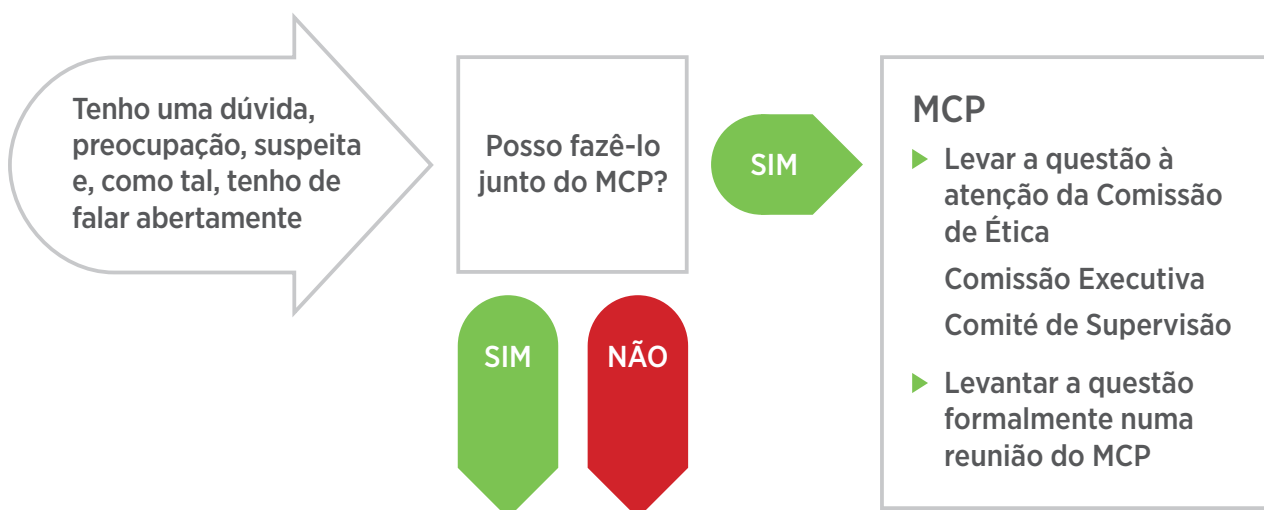 Tenho uma dúvida,
preocupação, suspeita
e, como tal, tenho de
falar abertamente
Posso fazê-lo
junto do MCP?
SIM
SIM
NÃO
MCP
Levar a questão à
atenção da Comissão
de Ética
Comissão Executiva
Comité de Supervisão
Levantar a questão
formalmente numa
reunião do MCP